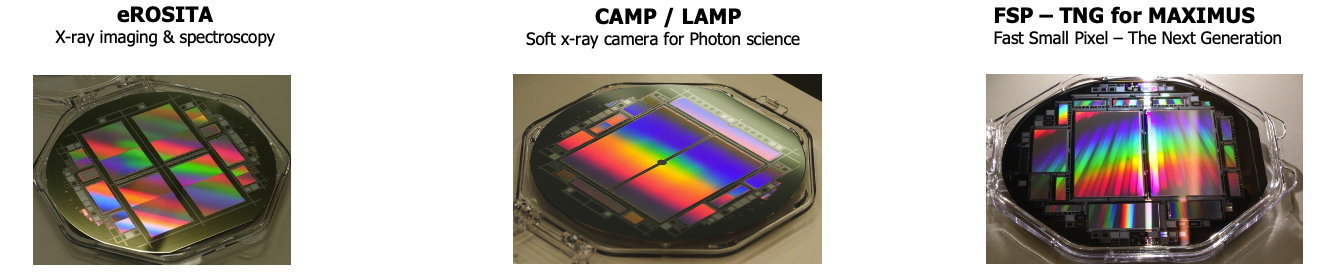 eROSITA
X-ray imaging & spectroscopy
CAMP / LAMP
Soft x-ray camera for Photon science
FSP – TNG for MAXIMUS
Fast Small Pixel – The Next Generation